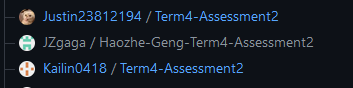 Justin23812194 / Term4-Assessment2
JZgaga / Haozhe-Geng-Term4-Assessment2
Kailin0418 / Term4-Assessment2